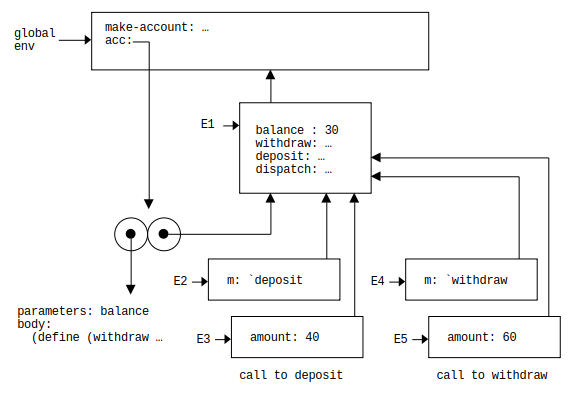 make-account: …
global
env
acc:
E1
balance : 30
withdraw: …
deposit: …
dispatch: …
E2
m: `deposit
E4
m: `withdraw
parameters: balance
body:
(define (withdraw …
E3
amount: 40
E5
amount: 60
call to deposit
call to withdraw